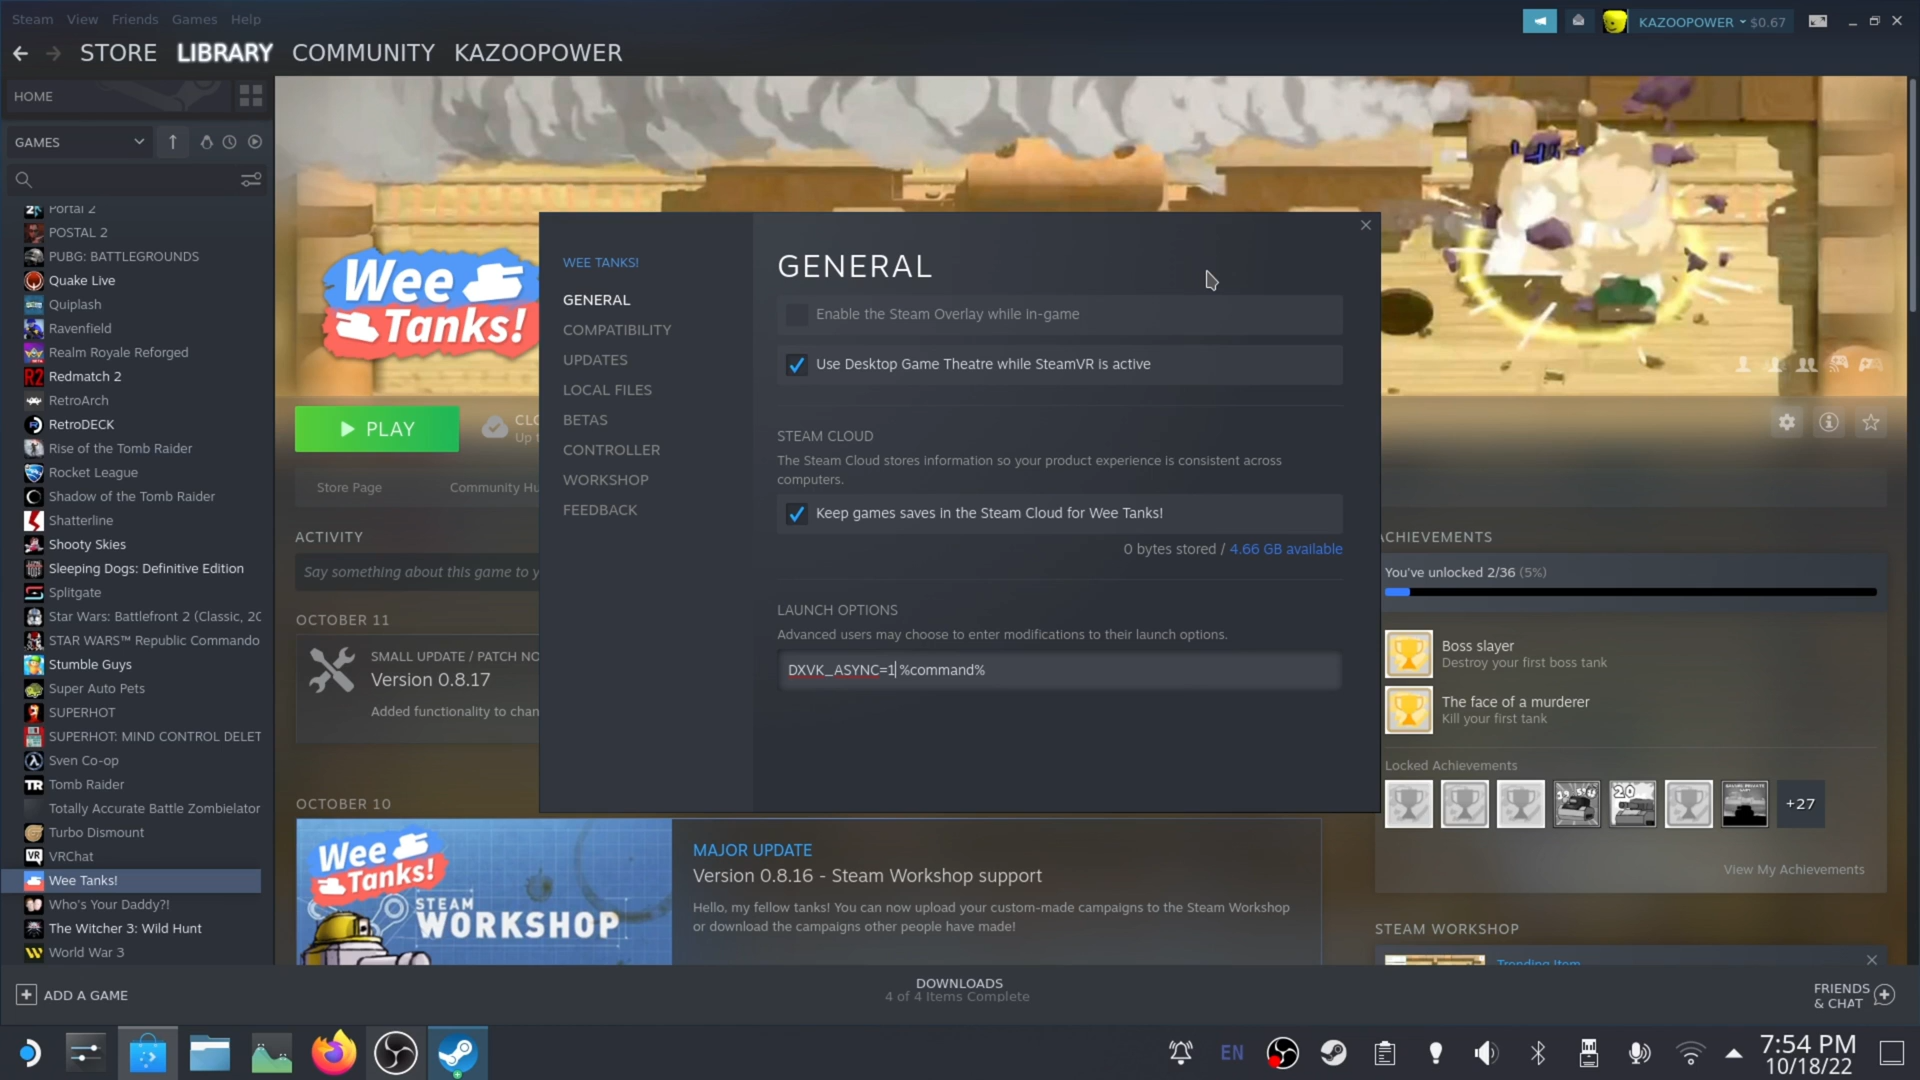 Steam View Friends Games Help
KAZOOPOWER $0.67
STORE LIBRARY COMMUNITY KAZOOPOWER
HOME
GAMES
Portal 2
POSTAL 2
PUBG: BATTLEGROUNDS
Quake Live
Quiplash
Ravenfield
Realm Royale Reforged
Redmatch 2
RetroArch
RetroDECK
Rise of the Tomb Raider
Rocket League
Shadow of the Tomb Raider
Shatterline
Shooty Skies
Sleeping Dogs: Definitive Edition
Splitgate
Star Wars: Battlefront 2 (Classic, 20
STAR WARS™ Republic Commando
Stumble Guys
Super Auto Pets
SUPERHOT
SUPERHOT: MIND CONTROL DELET
Sven Co-op
Tomb Raider
Totally Accurate Battle Zombielator
Turbo Dismount
VRChat
Wee Tanks!
Who's Your Daddy?!
The Witcher 3: Wild Hunt
World War 3
ADD A GAME
Wee
Tanks!
PLAY
CLO
Up t
Store Page Community Hu
ACTIVITY
Say something about this game to y
OCTOBER 11
SMALL UPDATE / PATCH NO
Version 0.8.17
Added functionality to chan
OCTOBER 10
Wee
Tanks!
STEAM
WORKSHOP
MAJOR UPDATE
Version 0.8.16 - Steam Workshop support
Hello, my fellow tanks! You can now upload your custom-made campaigns to the Steam Workshop
or download the campaigns other people have made!
WEE TANKS!
GENERAL
COMPATIBILITY
UPDATES
LOCAL FILES
BETAS
CONTROLLER
WORKSHOP
FEEDBACK
GENERAL
Enable the Steam Overlay while in-game
Use Desktop Game Theatre while SteamVR is active
STEAM CLOUD
The Steam Cloud stores information so your product experience is consistent across
computers.
Keep games saves in the Steam Cloud for Wee Tanks!
0 bytes stored / 4.66 GB available
LAUNCH OPTIONS
Advanced users may choose to enter modifications to their launch options.
DXVK_ASYNC=1 %command%
ACHIEVEMENTS
You've unlocked 2/36 (5%)
Boss slayer
Destroy your first boss tank
The face of a murderer
Kill your first tank
Locked Achievements
20
+27
View My Achievements
STEAM WORKSHOP
Trending Item
DOWNLOADS
4 of 4 Items Complete
FRIENDS
& CHAT
EN
7:54 PM
10/18/22